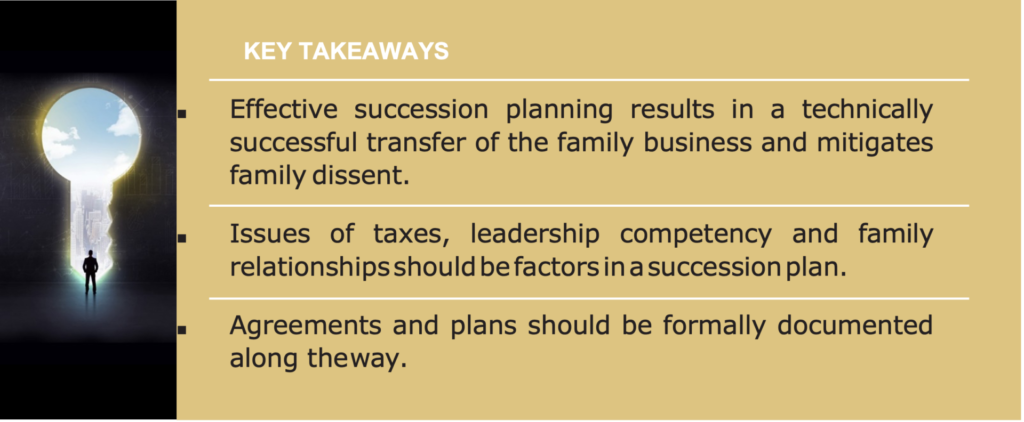 KEY TAKEAWAYS
▪ Effective succession planning results in a technically
successful transfer of the family business and mitigates
family dissent.
▪ Issues of taxes, leadership competency and family
relationships should be factors in a succession plan.
▪ Agreements and plans should be formally documented
along the way.